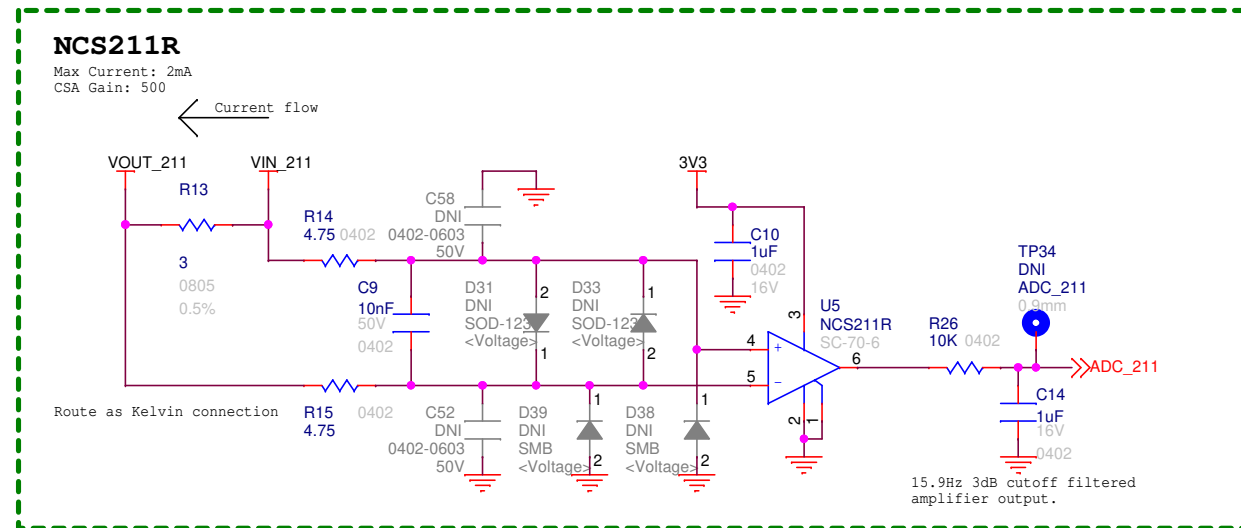 NCS211R
Max Current: 2mA
CSA Gain: 500
Current flow
VOUT_211
VIN_211
3V3
R13
3
0805
0.5%
R14
4.75 0402
C58
DNI
0402-0603
50V
C10
1uF
0402
16V
TP34
DNI
ADC_211
0.9mm
C9
10nF
50V
0402
D31
DNI
SOD-123
<Voltage>
2
1
D33
DNI
SOD-123
<Voltage>
1
2
U5
NCS211R
SC-70-6
3
4
+
5
−
6
2
1
R26
10K 0402
ADC_211
C14
1uF
16V
0402
Route as Kelvin connection
R15 0402
4.75
C52
DNI
0402-0603
50V
D39
DNI
SMB
<Voltage>
1
2
D38
DNI
SMB
<Voltage>
1
2
15.9Hz 3dB cutoff filtered
amplifier output.